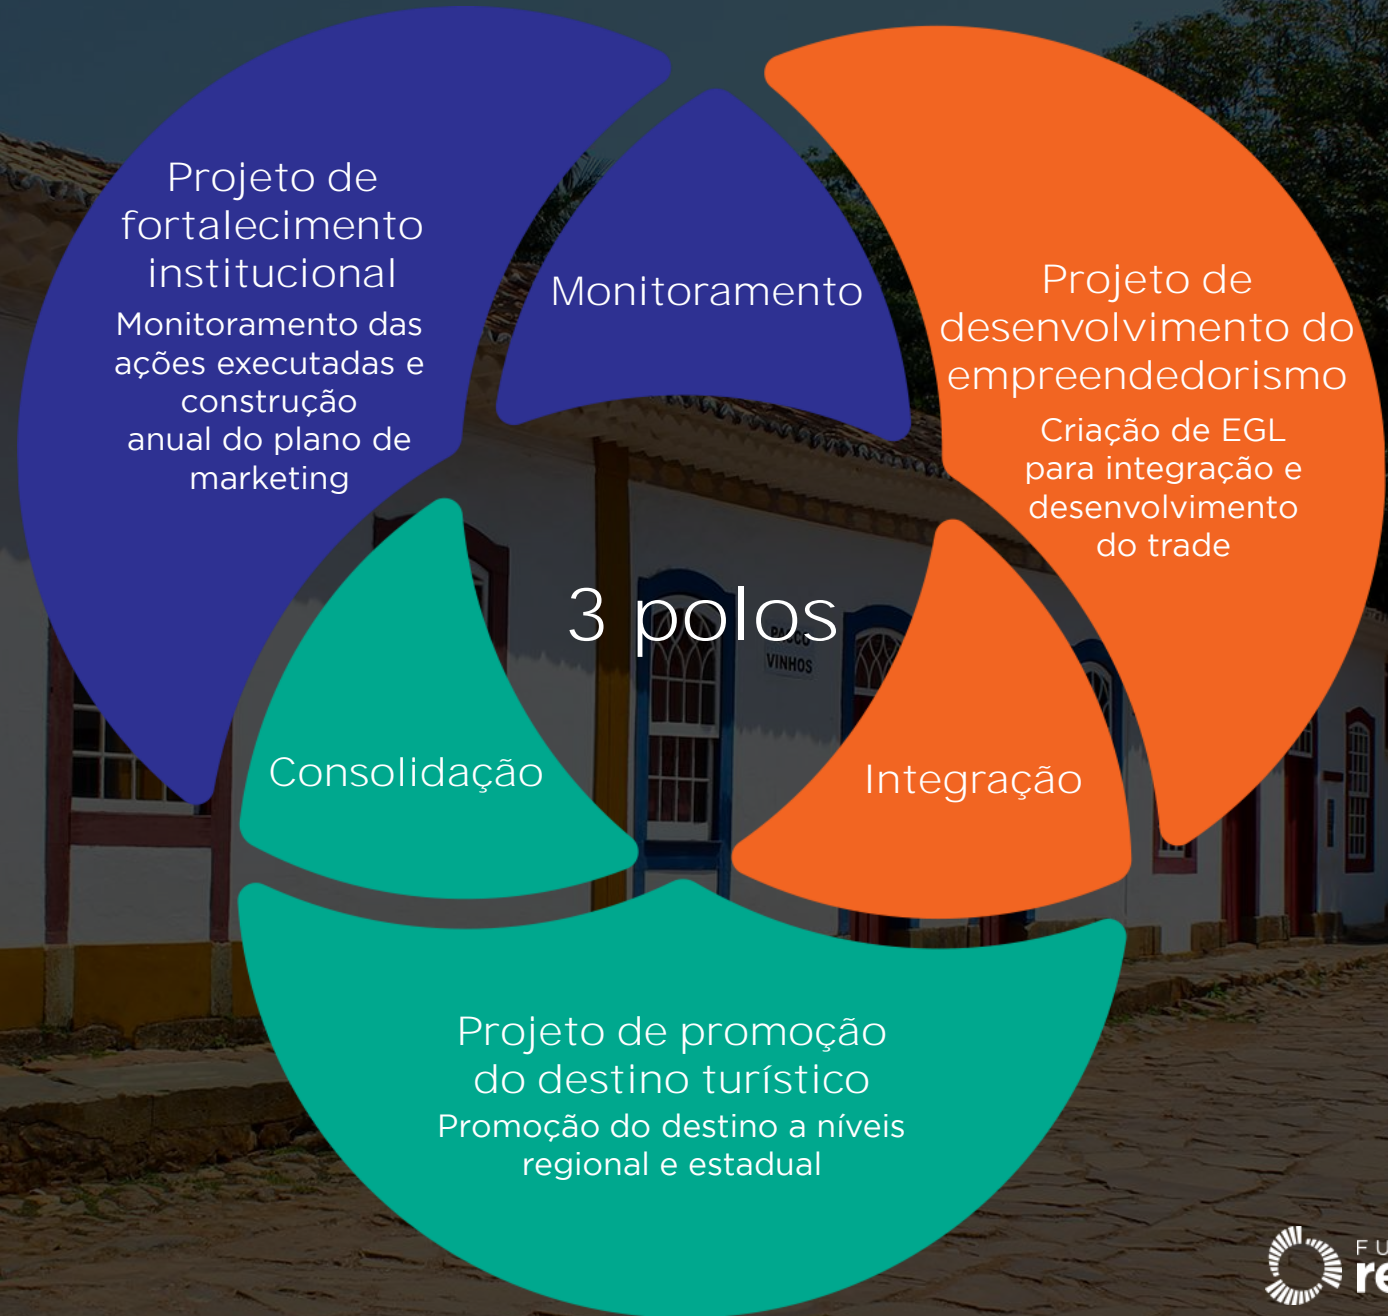 Projeto de
fortalecimento
institucional
Monitoramento das
ações executadas e
construção
anual do plano de
marketing
Monitoramento
Projeto de
desenvolvimento do
empreendedorismo
Criação de EGL
para integração e
desenvolvimento
do trade
3 polos
VINHOS
Consolidação
Integração
Projeto de promoção
do destino turístico
Promoção do destino a níveis
regional e estadual
FU
re